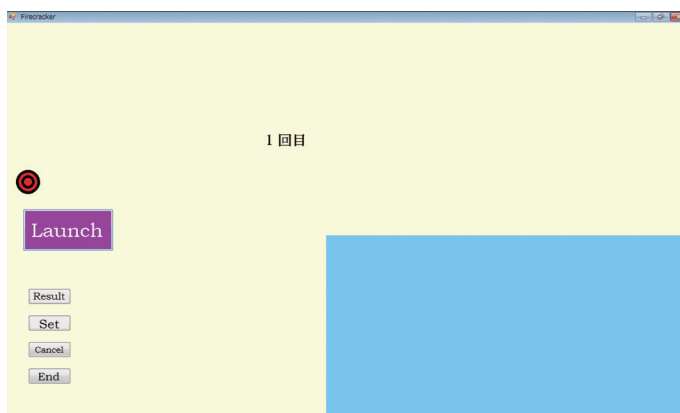 Firecracker
1 回目
Launch
Result
Set
Cancel
End